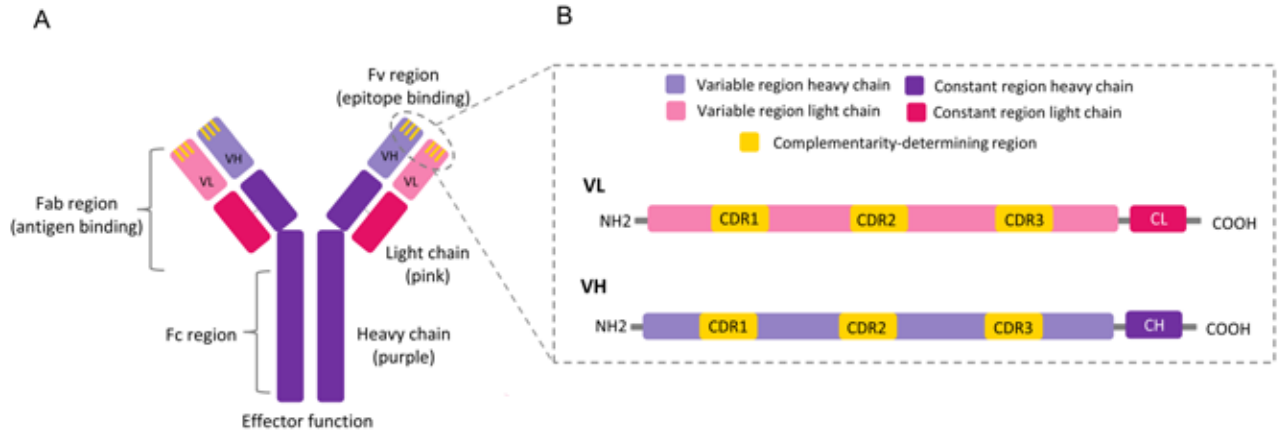 A
Fv region
(epitope binding)
VH
VL
VH
VL
Fab region
(antigen binding)
Light chain
(pink)
Fc region
Heavy chain
(purple)
Effector function
B
Variable region heavy chain
Constant region heavy chain
Variable region light chain
Constant region light chain
Complementarity-determining region
VL
NH2 CDR1 CDR2 CDR3 CL COOH
VH
NH2 CDR1 CDR2 CDR3 CH COOH